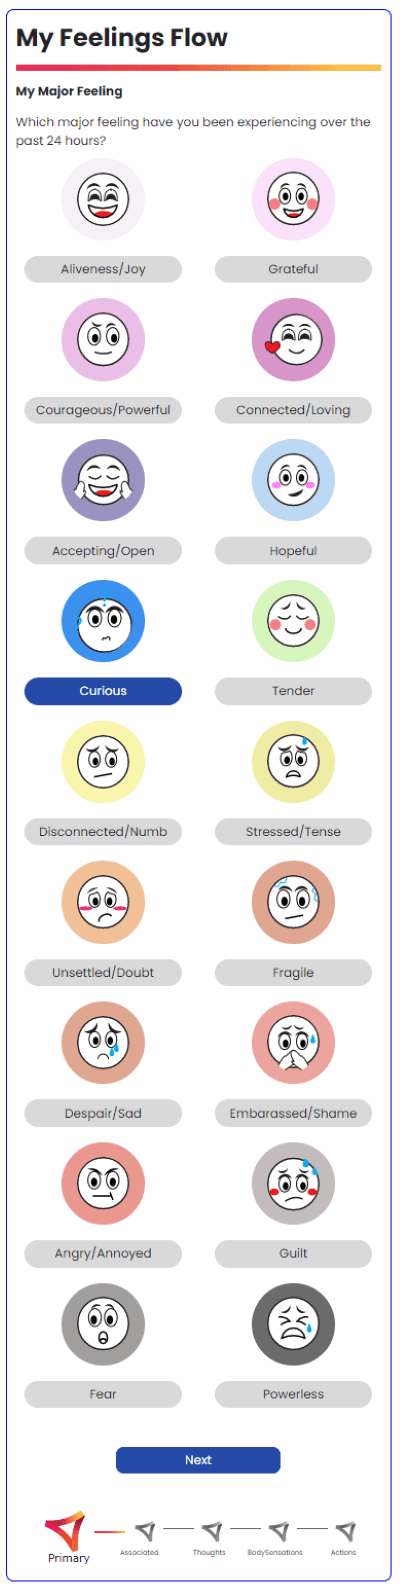 My Feelings Flow
My Major Feeling
Which major feeling have you been experiencing over the
past 24 hours?
Aliveness/Joy
Grateful
Courageous/Powerful
Connected/Loving
Accepting/Open
Hopeful
Curious
Tender
Disconnected/Numb
Stressed/Tense
Unsettled/Doubt
Fragile
Despair/Sad
Embarassed/Shame
Angry/Annoyed
Guilt
Fear
Powerless
Next
Primary
Associated
Thoughts
BodySensations
Actions